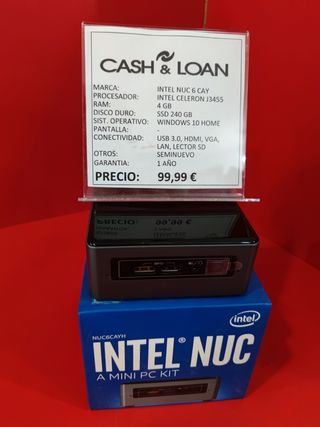 CASH & LOAN
MARCA: INTEL NUC 6 CAY
PROCESADOR: INTEL CELERON J3455
RAM: 4 GB
DISCO DURO: SSD 240 GB
SIST. OPERATIVO: WINDOWS 10 HOME
PANTALLA: -
CONECTIVIDAD: USB 3.0, HDMI, VGA,
LAN, LECTOR SD
OTROS: SEMINUEVO
GARANTIA: 1 AÑO
PRECIO: 99,99 €
intel
NUC6CAYH
INTEL® NUC
A MINI PC KIT